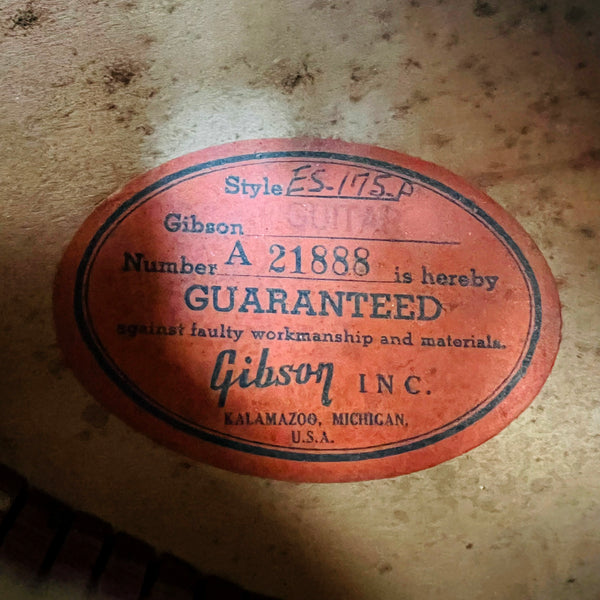 Style ES-175-P
Gibson GUITAR
Number A 21888 is hereby
GUARANTEED
against faulty workmanship and materials.
Gibson INC.
KALAMAZOO, MICHIGAN,
U.S.A.